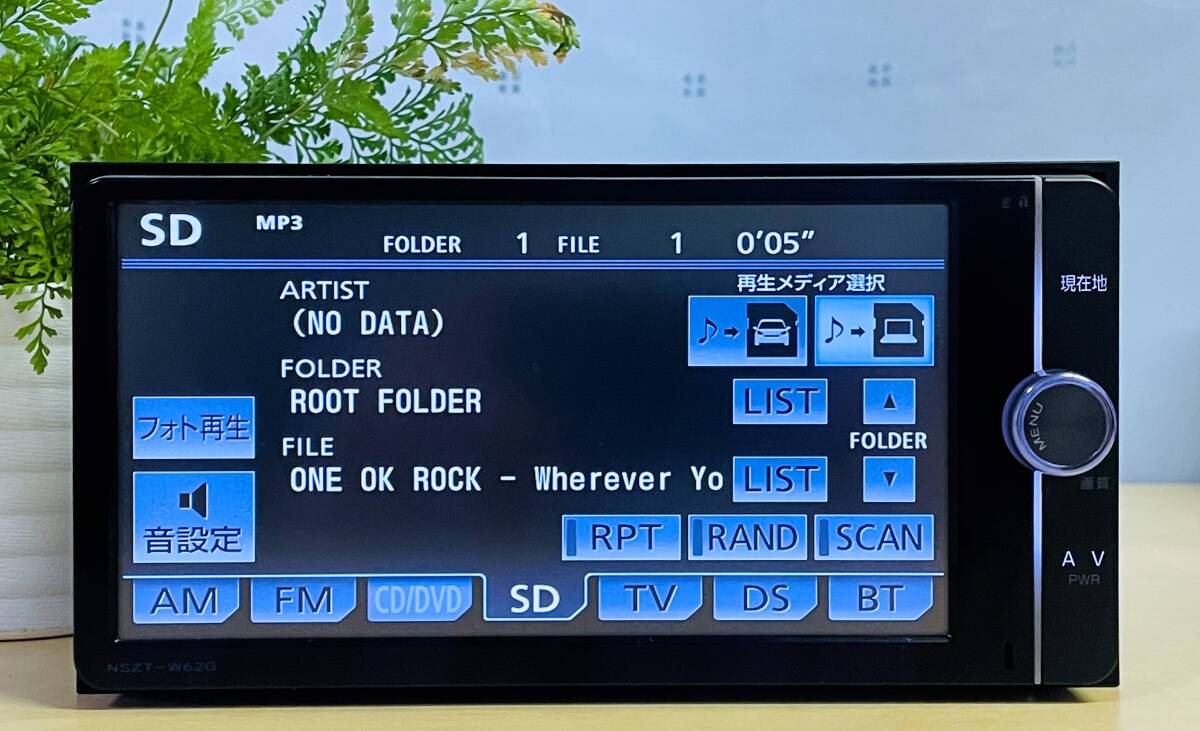 SD MP3
FOLDER 1 FILE 1 0'05"
ARTIST
(NO DATA)
再生メディア選択
現在地
FOLDER
ROOT FOLDER
LIST
▲
フォト再生
FILE
ONE OK ROCK - Wherever Yo
LIST
FOLDER
▼
MENU
画質
音設定
RPT RAND SCAN
AV
PWR
AM FM CD/DVD SD TV DS BT
NSZT-W62G